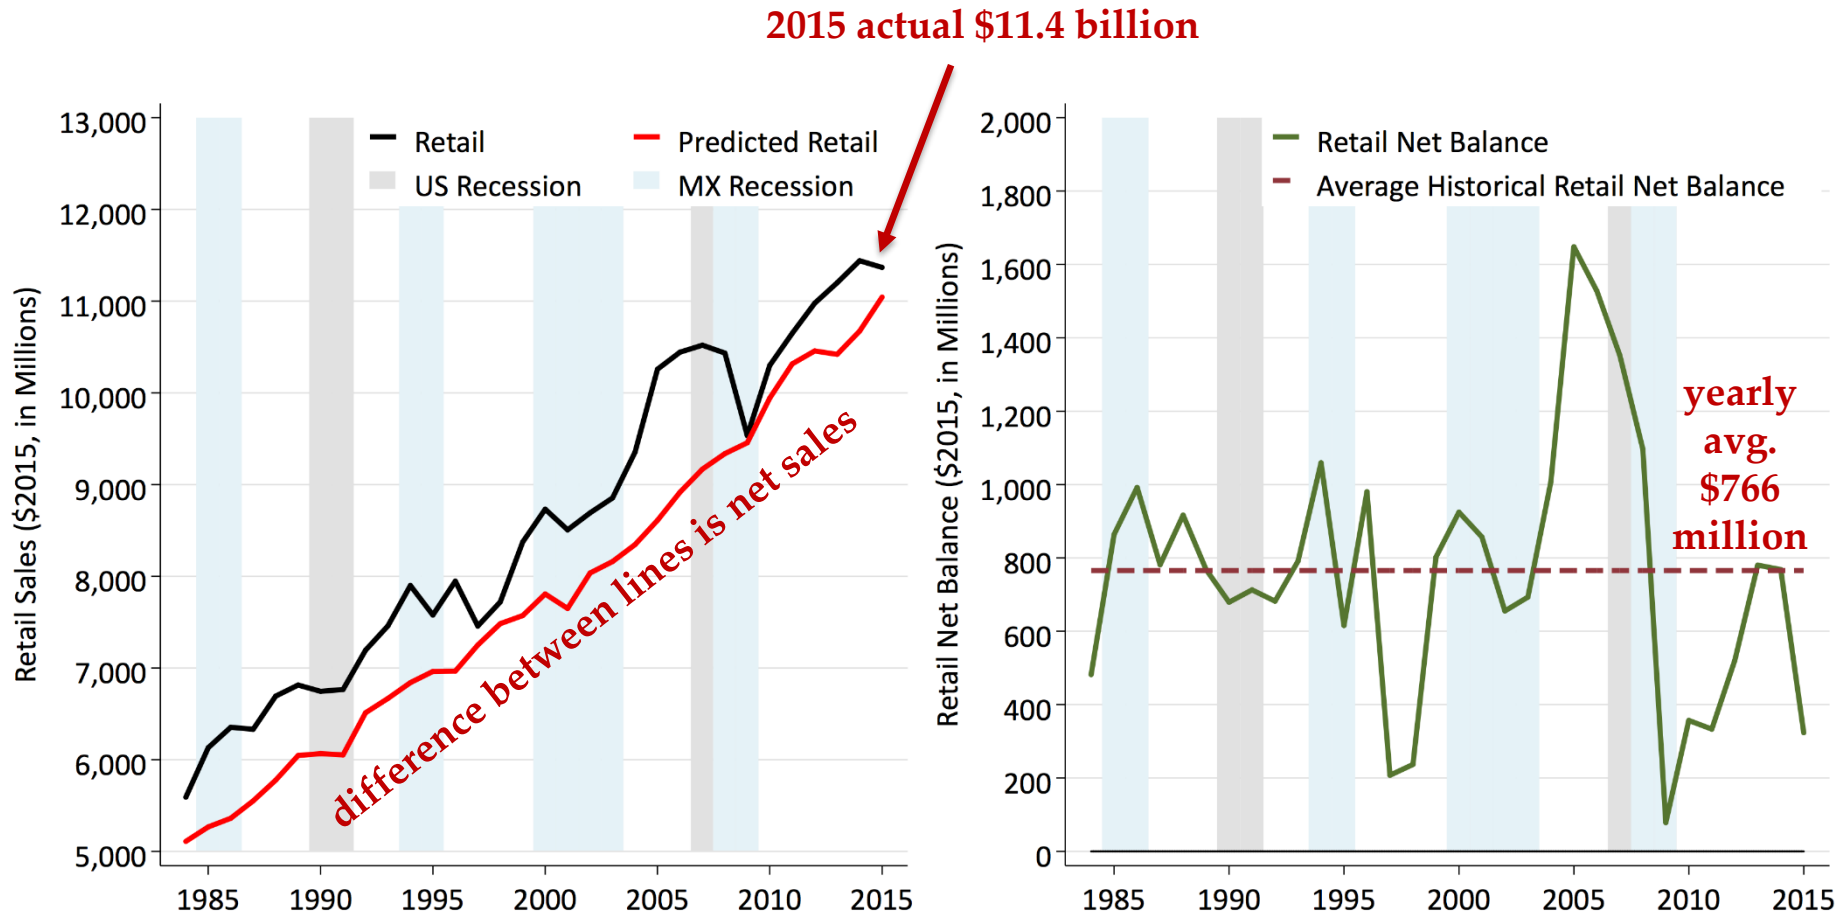 2015 actual $11.4 billion
Retail Sales ($2015, in Millions)
13,000
12,000
11,000
10,000
9,000
8,000
7,000
6,000
5,000
Retail
Predicted Retail
US Recession
MX Recession
difference between lines is net sales
1985
1990
1995
2000
2005
2010
2015
Retail Net Balance ($2015, in Millions)
2,000
1,800
1,600
1,400
1,200
1,000
800
600
400
200
0
Retail Net Balance
Average Historical Retail Net Balance
yearly
avg.
$766
million
1985
1990
1995
2000
2005
2010
2015